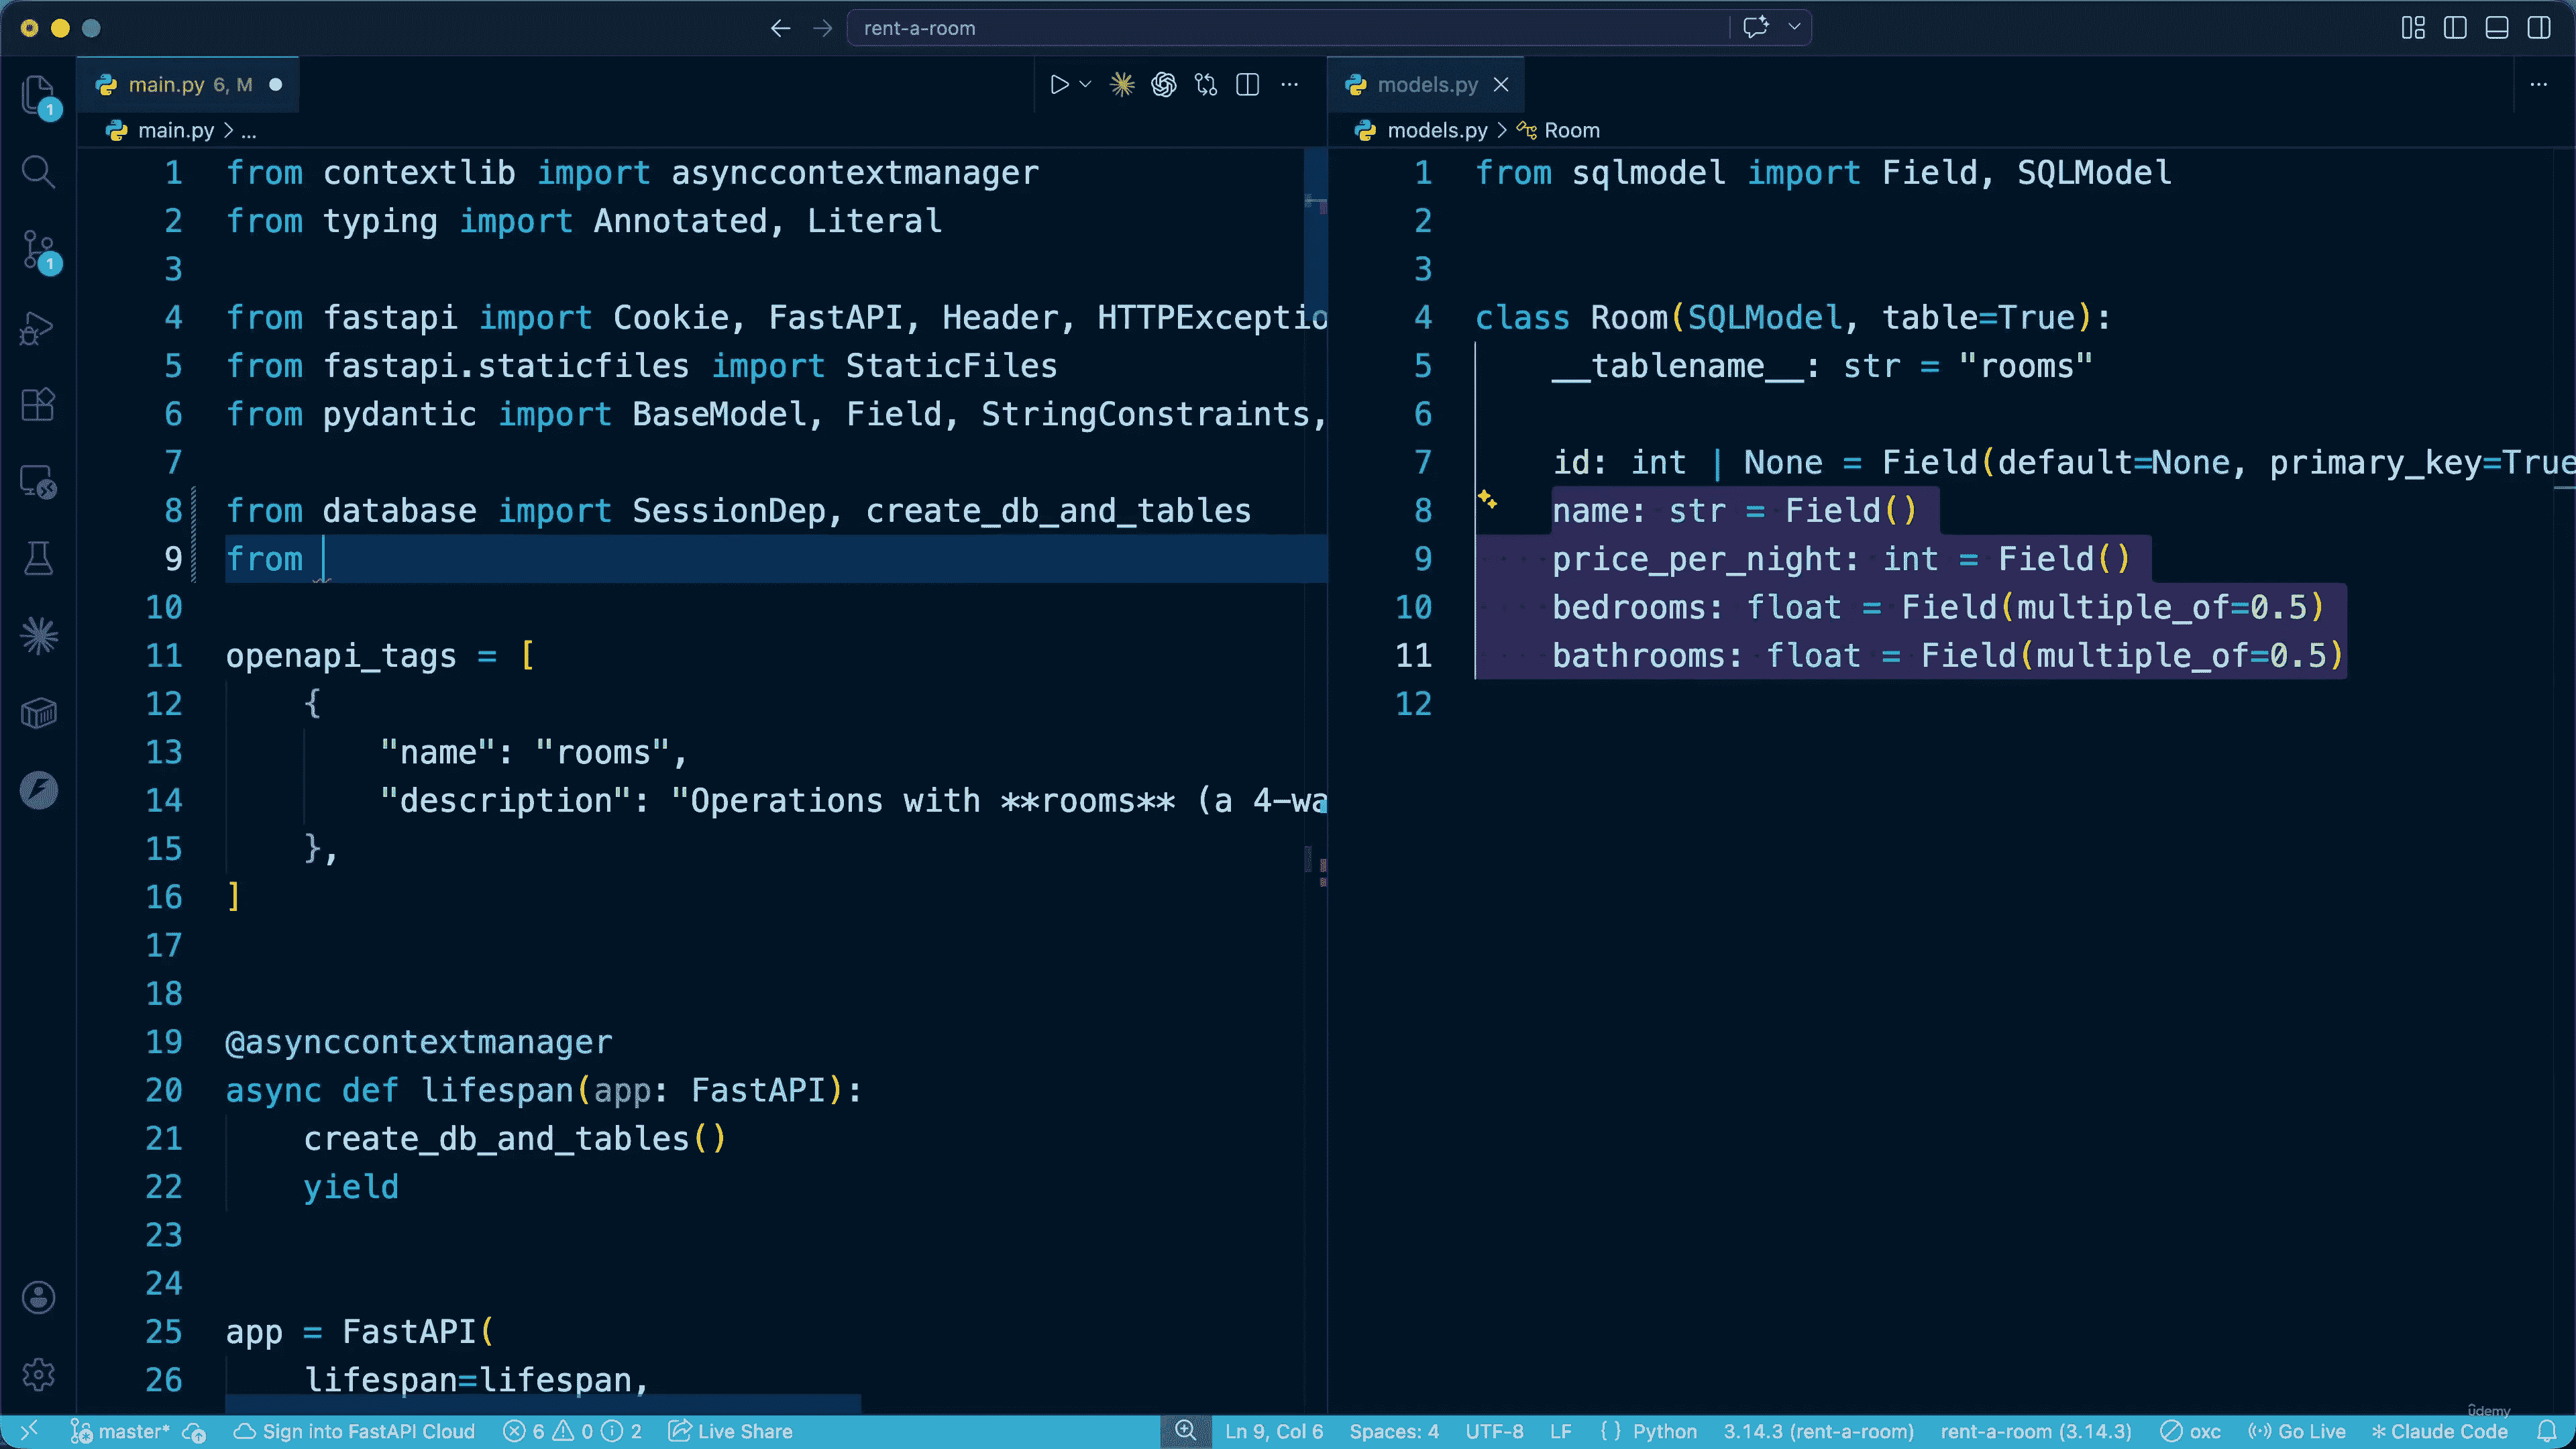 rent-a-room
main.py 6, M
models.py
main.py > ...
models.py > Room
1 from contextlib import asynccontextmanager
2 from typing import Annotated, Literal
3
4 from fastapi import Cookie, FastAPI, Header, HTTPExceptio
5 from fastapi.staticfiles import StaticFiles
6 from pydantic import BaseModel, Field, StringConstraints,
7
8 from database import SessionDep, create_db_and_tables
9 from
10
11 openapi_tags = [
12 {
13 "name": "rooms",
14 "description": "Operations with **rooms** (a 4-wa
15 },
16 ]
17
18
19 @asynccontextmanager
20 async def lifespan(app: FastAPI):
21 create_db_and_tables()
22 yield
23
24
25 app = FastAPI(
26 lifespan=lifespan,
1 from sqlmodel import Field, SQLModel
2
3
4 class Room(SQLModel, table=True):
5 __tablename__: str = "rooms"
6
7 id: int | None = Field(default=None, primary_key=True
8 name: str = Field()
9 price_per_night: int = Field()
10 bedrooms: float = Field(multiple_of=0.5)
11 bathrooms: float = Field(multiple_of=0.5)
12
1
1
ûdemy
master* Sign into FastAPI Cloud 6 0 2 Live Share Ln 9, Col 6 Spaces: 4 UTF-8 LF { } Python 3.14.3 (rent-a-room) rent-a-room (3.14.3) oxc Go Live Claude Code